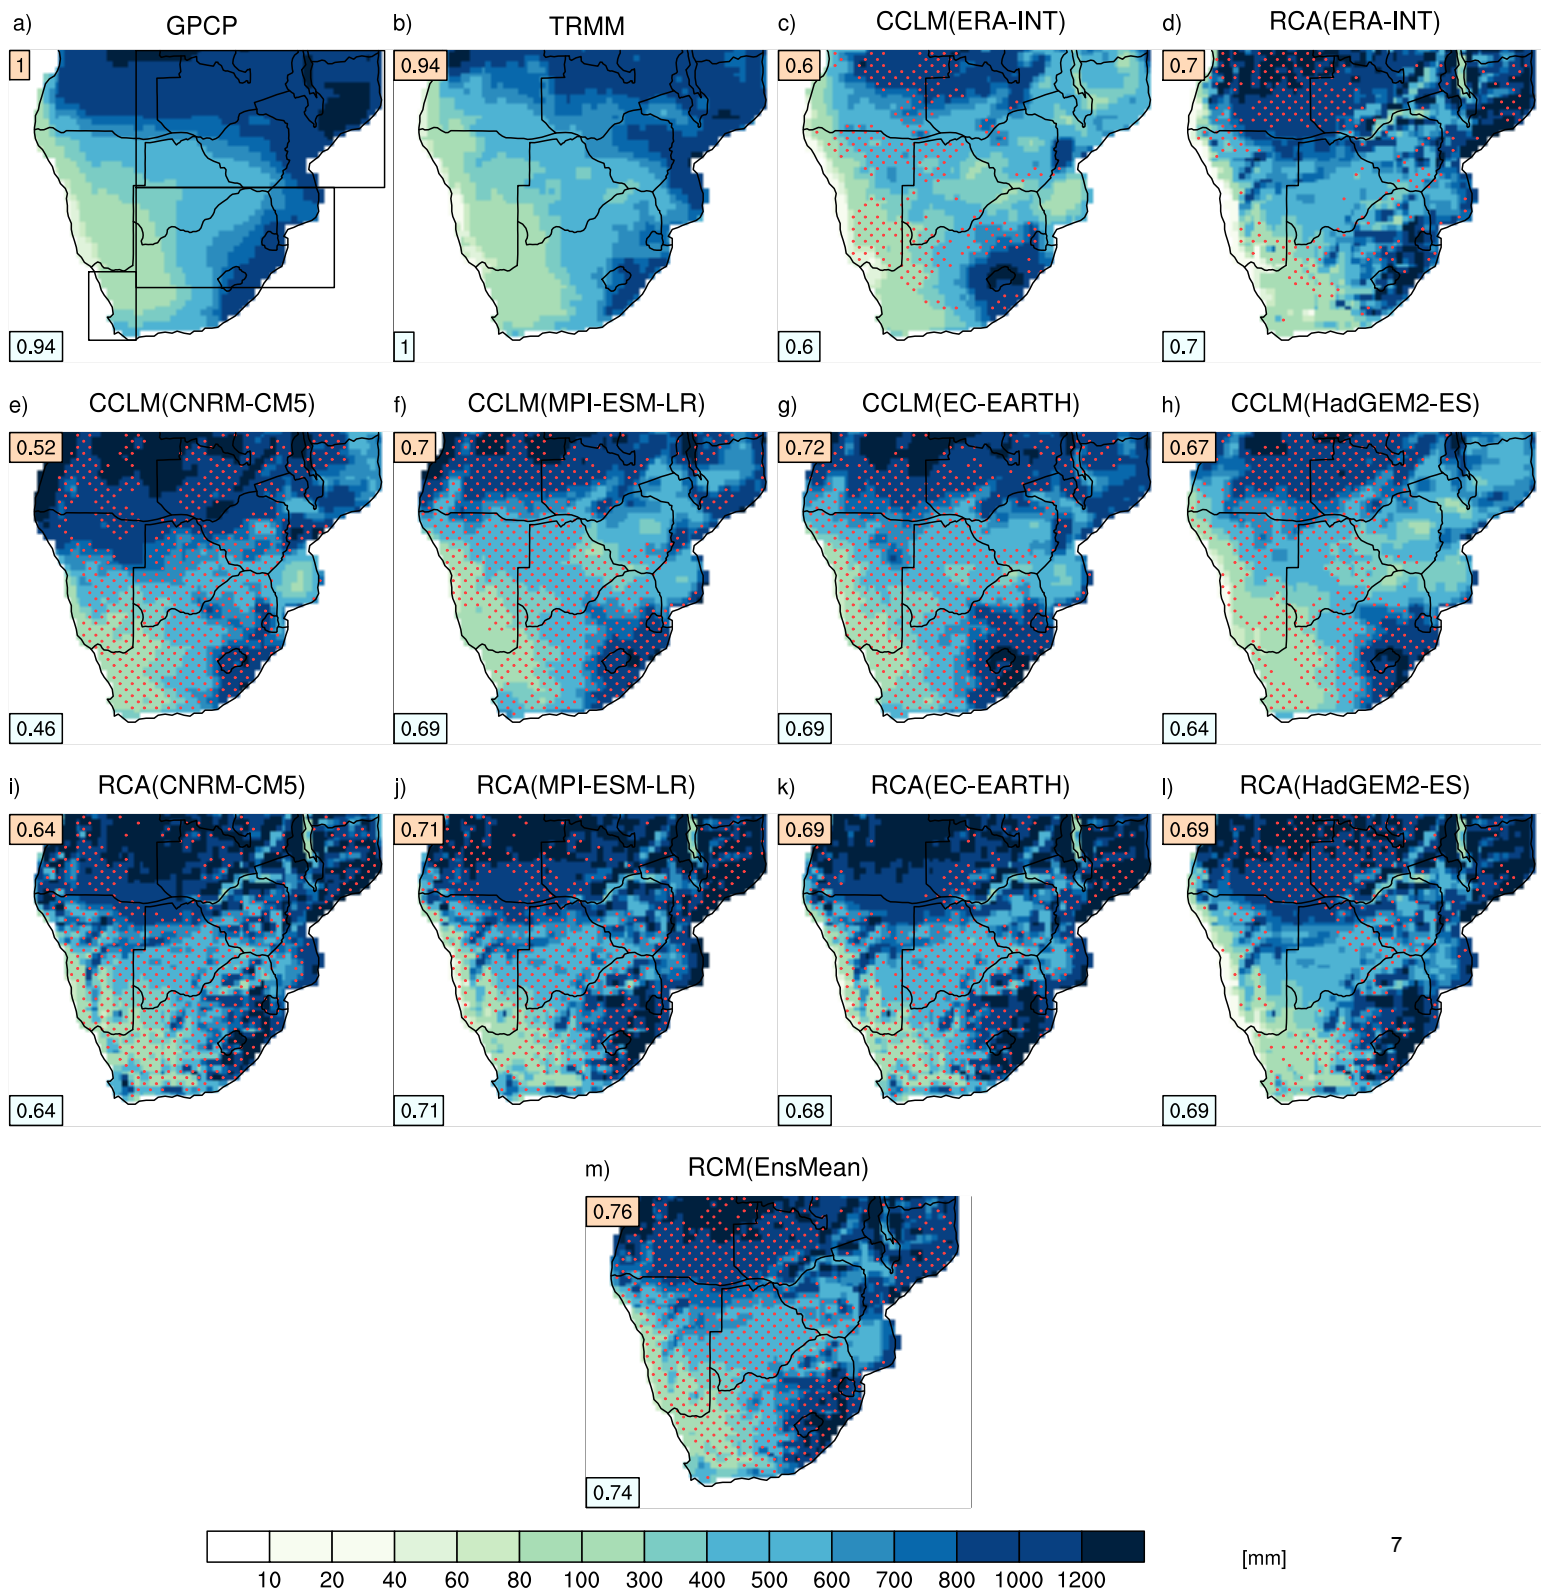 a) GPCP
b) TRMM
c) CCLM(ERA-INT)
d) RCA(ERA-INT)
1
0.94
0.6
0.7
0.94
1
0.6
0.7
e) CCLM(CNRM-CM5)
f) CCLM(MPI-ESM-LR)
g) CCLM(EC-EARTH)
h) CCLM(HadGEM2-ES)
0.52
0.7
0.72
0.67
0.46
0.69
0.69
0.64
i) RCA(CNRM-CM5)
j) RCA(MPI-ESM-LR)
k) RCA(EC-EARTH)
l) RCA(HadGEM2-ES)
0.64
0.71
0.69
0.69
0.64
0.71
0.68
0.69
m) RCM(EnsMean)
0.76
0.74
10 20 40 60 80 100 300 400 500 600 700 800 1000 1200
[mm]
7